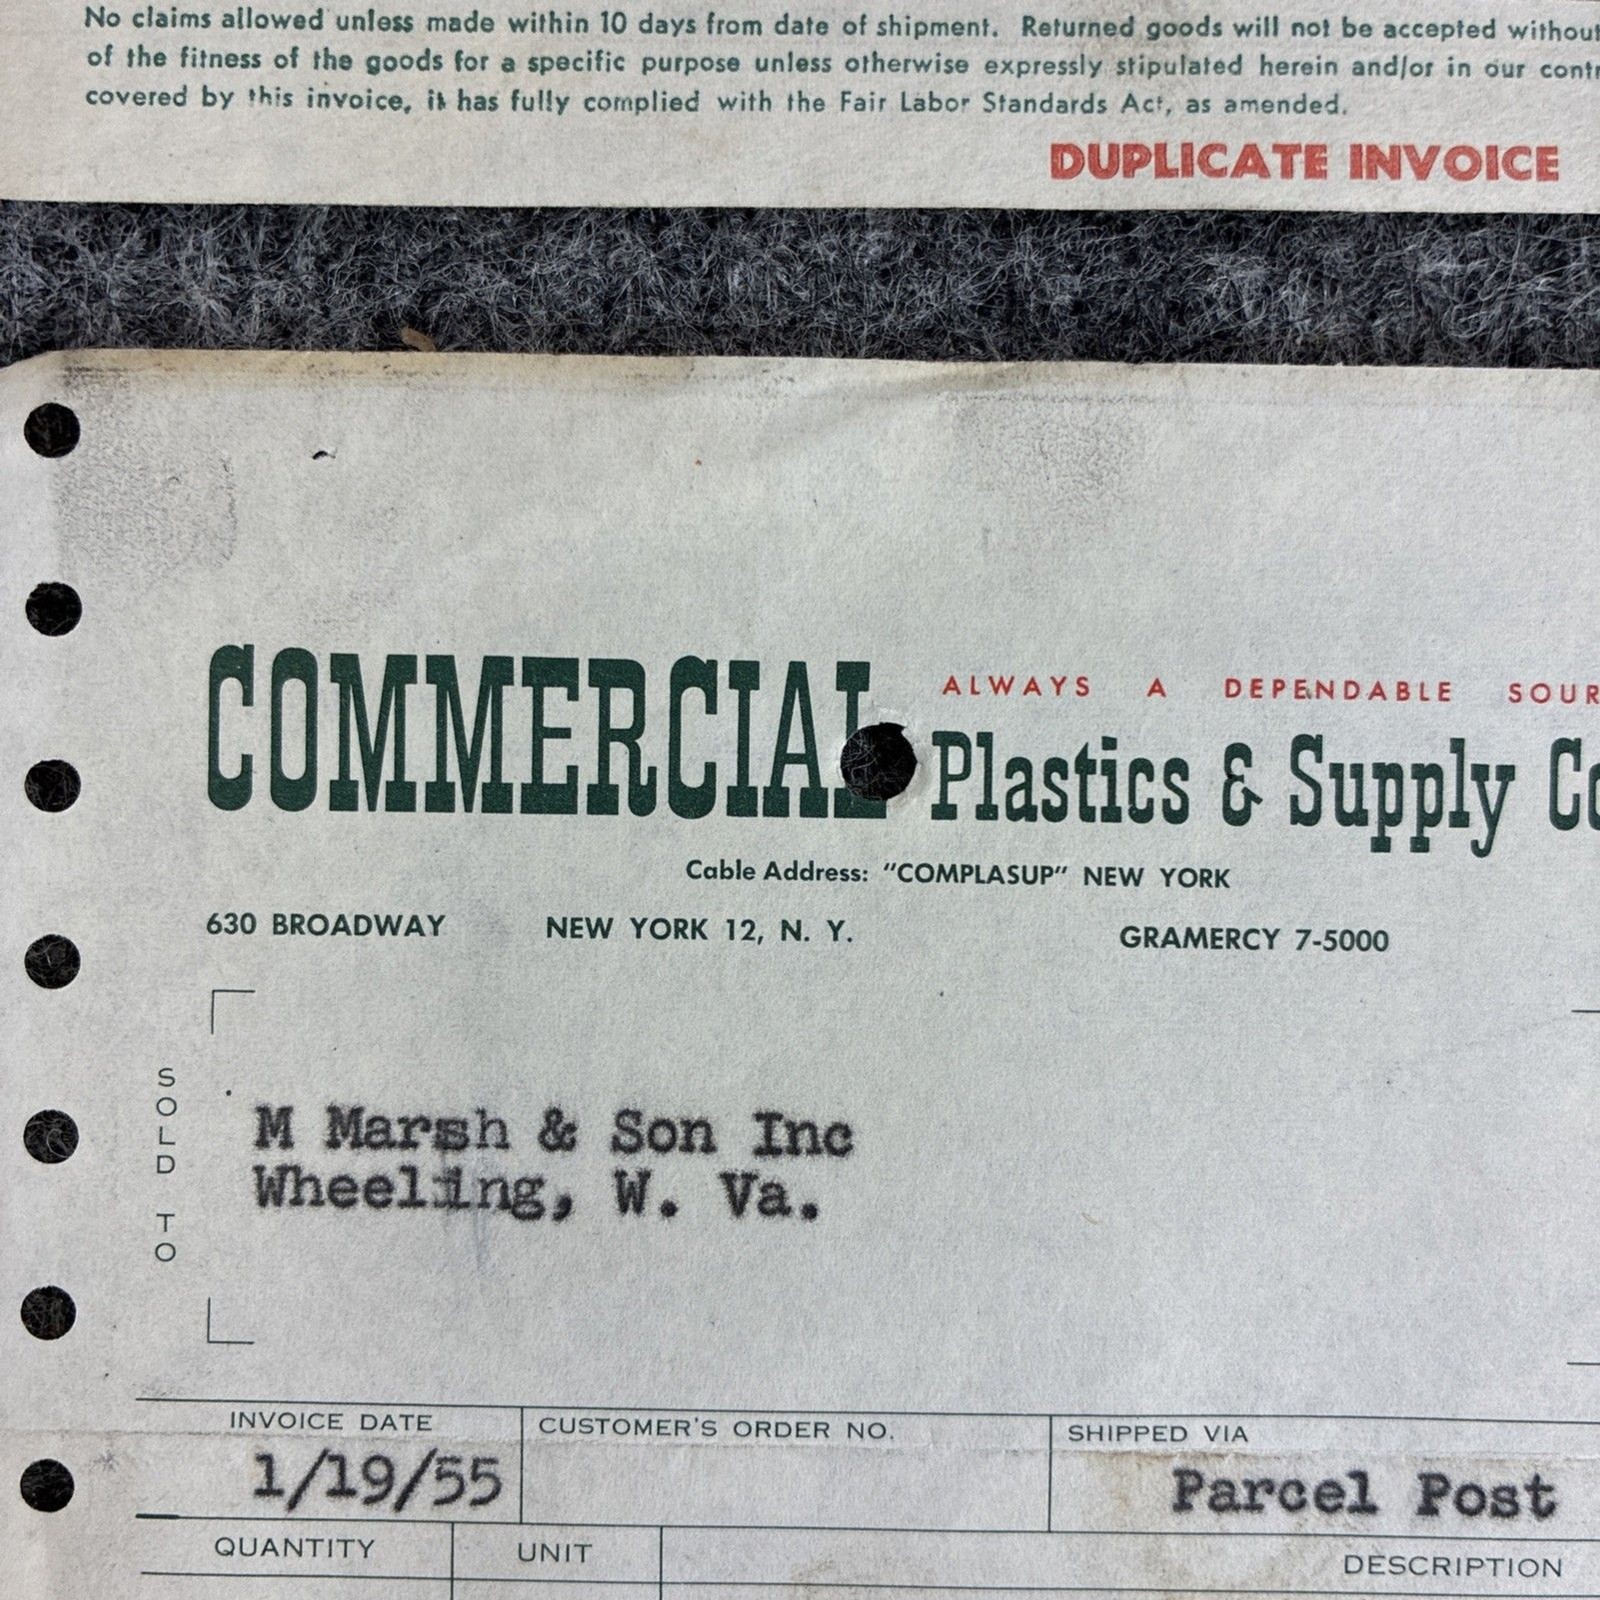 No claims allowed unless made within 10 days from date of shipment. Returned goods will not be accepted without
of the fitness of the goods for a specific purpose unless otherwise expressly stipulated herein and/or in our contr
covered by this invoice, it has fully complied with the Fair Labor Standards Act, as amended.
DUPLICATE INVOICE
ALWAYS A DEPENDABLE SOUR
COMMERCIAL Plastics & Supply Co
Cable Address: "COMPLASUP" NEW YORK
630 BROADWAY NEW YORK 12, N. Y. GRAMERCY 7-5000
SOLD TO
M Marsh & Son Inc
Wheeling, W. Va.
INVOICE DATE CUSTOMER'S ORDER NO. SHIPPED VIA
1/19/55 Parcel Post
QUANTITY UNIT DESCRIPTION